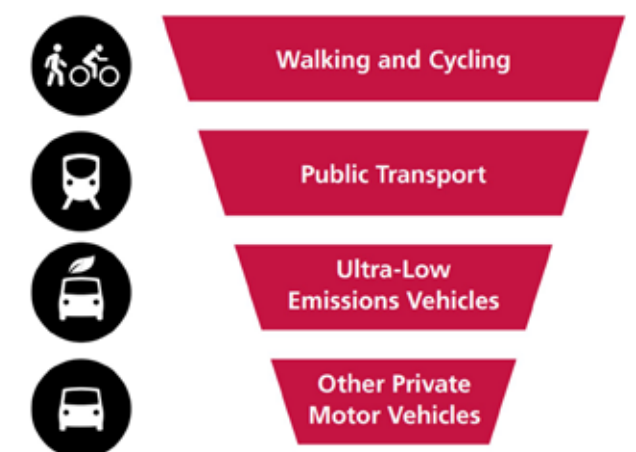 Walking and Cycling
Public Transport
Ultra-Low
Emissions Vehicles
Other Private
Motor Vehicles